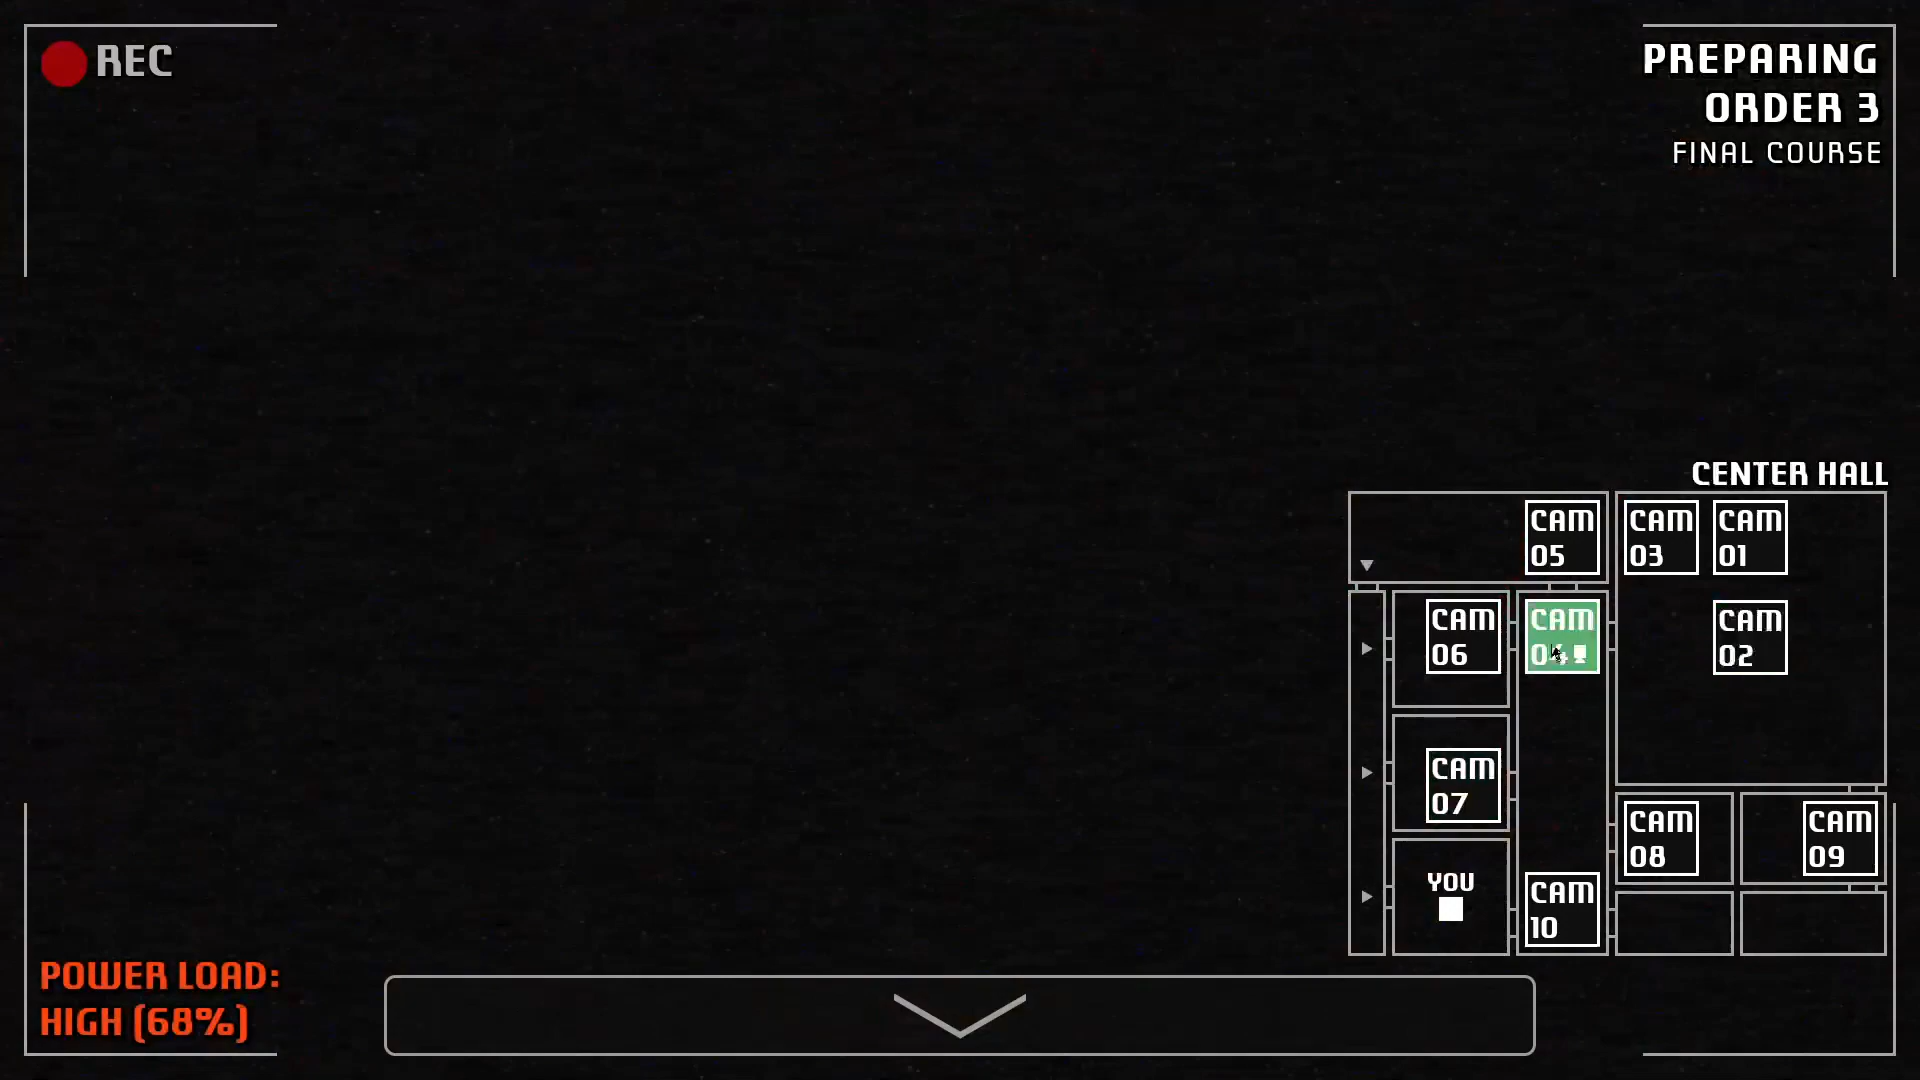 REC
PREPARING
ORDER 3
FINAL COURSE
CENTER HALL
CAM
05
CAM
03
CAM
01
CAM
06
CAM
04
CAM
02
CAM
07
CAM
08
CAM
09
YOU
CAM
10
POWER LOAD:
HIGH (68%)